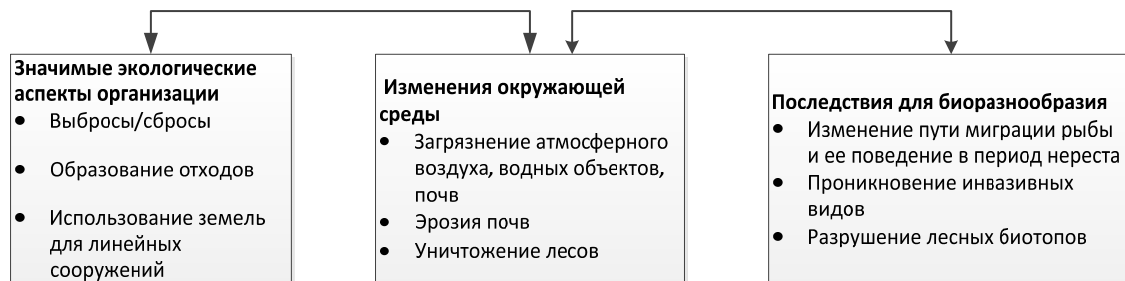 Значимые экологические
аспекты организации
• Выбросы/сбросы
• Образование отходов
• Использование земель
для линейных
сооружений
Изменения окружающей
среды
• Загрязнение атмосферного
воздуха, водных объектов,
почв
• Эрозия почв
• Уничтожение лесов
Последствия для биоразнообразия
• Изменение пути миграции рыбы
и ее поведение в период нереста
• Проникновение инвазивных
видов
• Разрушение лесных биотопов